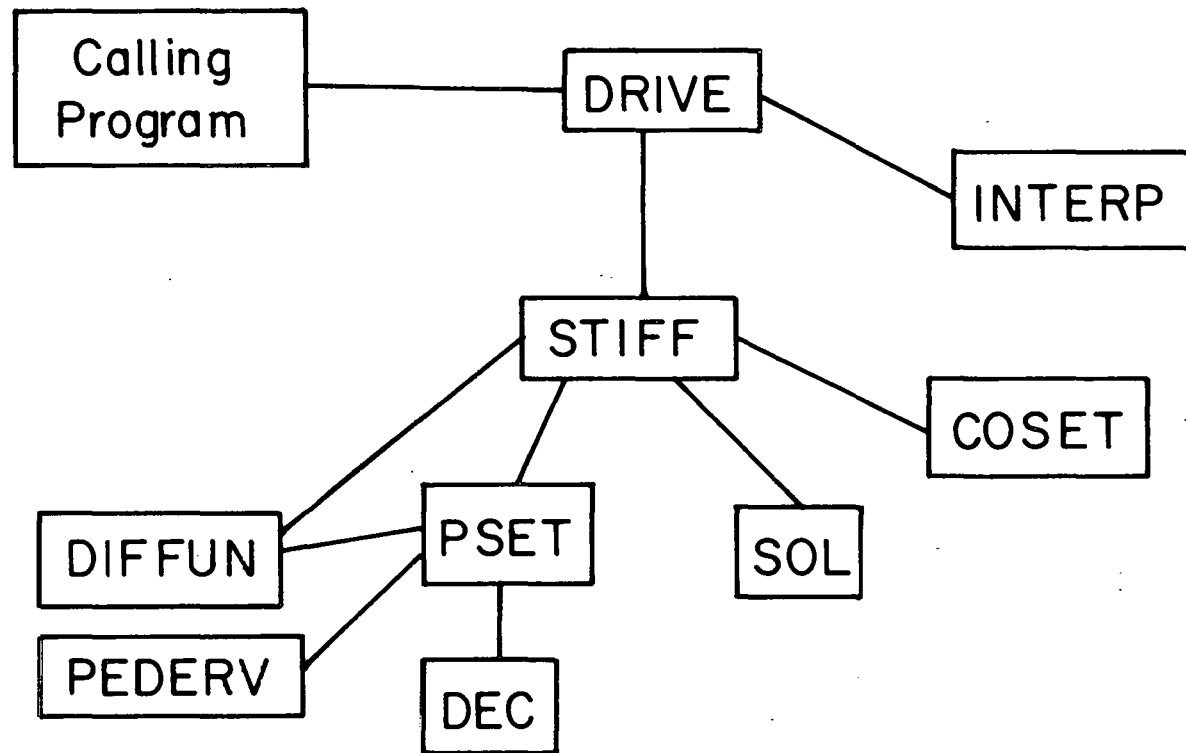 Calling
Program
DRIVE
INTERP
STIFF
COSET
DIFFUN
PSET
SOL
PEDERV
DEC